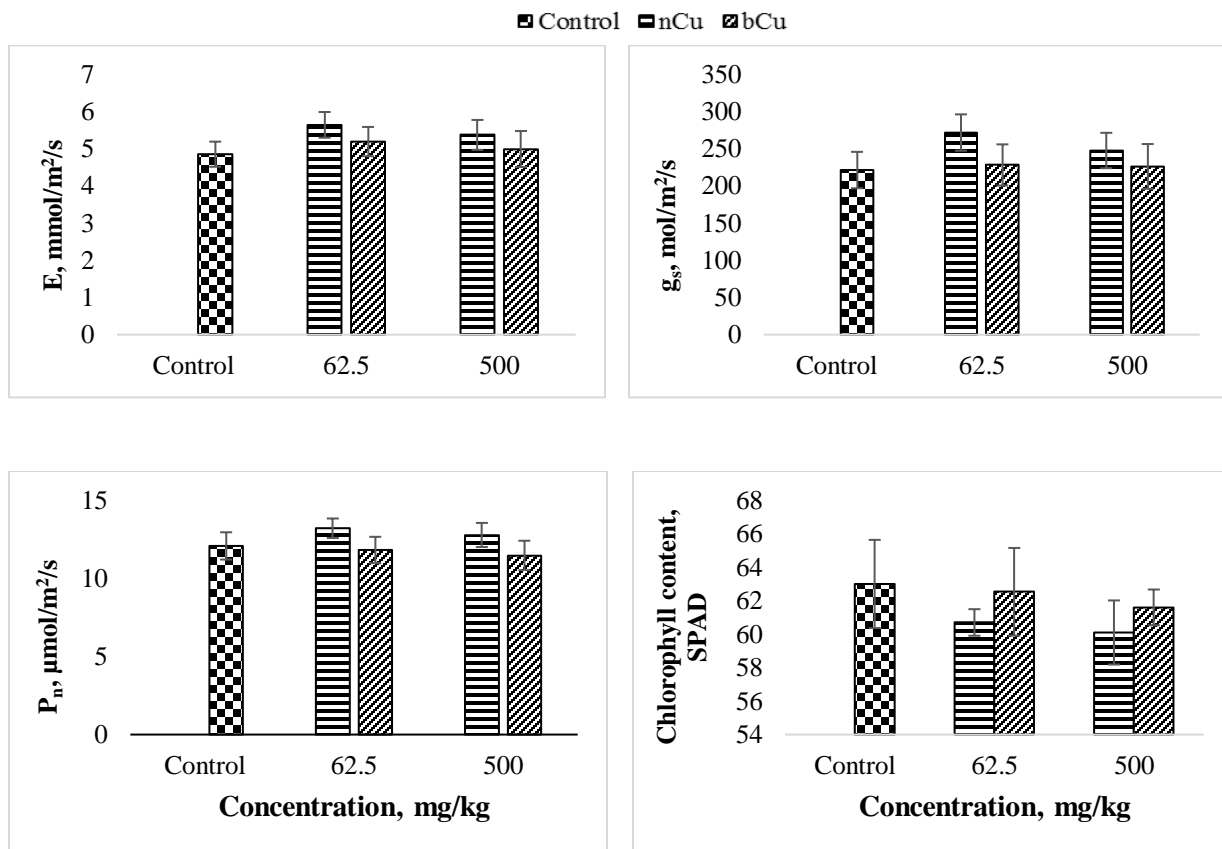 Control nCu bCu
E, mmol/m²/s
7
6
5
4
3
2
1
0
Control 62.5 500
gₛ, mol/m²/s
350
300
250
200
150
100
50
0
Control 62.5 500
Pₙ, µmol/m²/s
15
10
5
0
Control 62.5 500
Concentration, mg/kg
Chlorophyll content,
SPAD
68
66
64
62
60
58
56
54
Control 62.5 500
Concentration, mg/kg